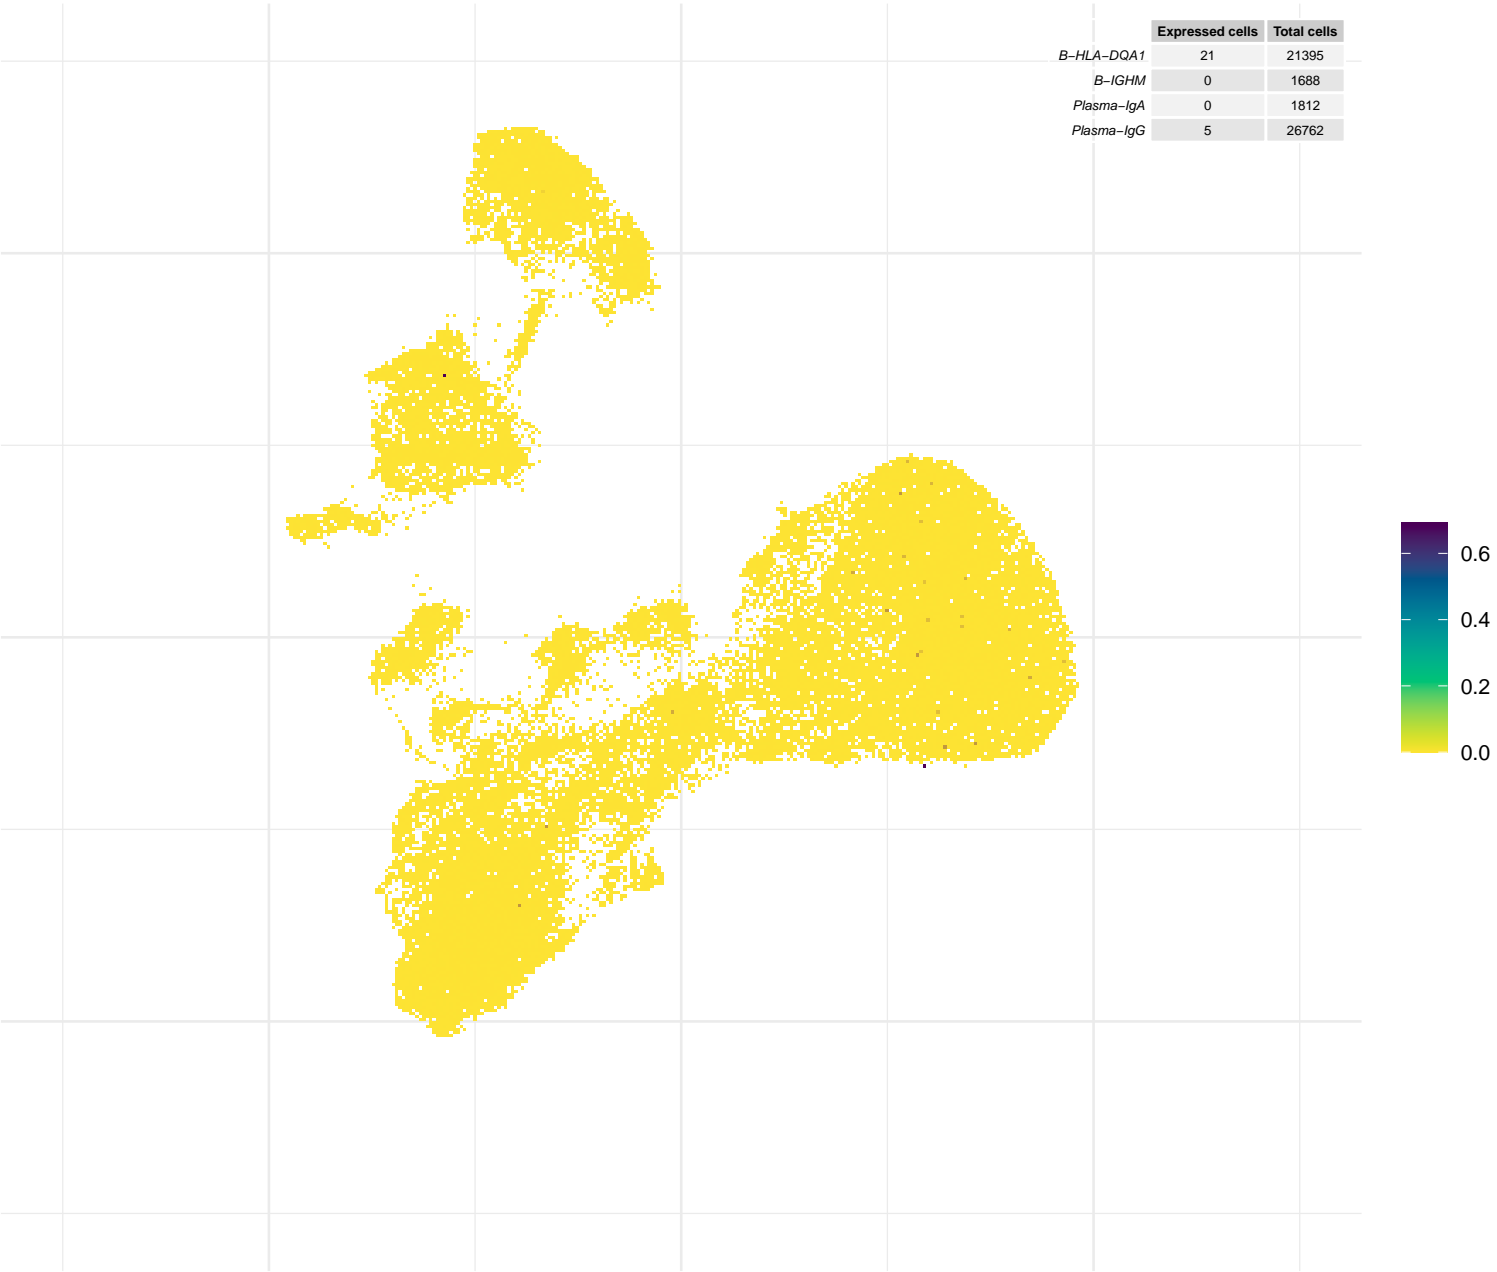 Expressed cells Total cells
B−HLA−DQA1 21 21395
B−IGHM 0 1688
Plasma−IgA 0 1812
Plasma−IgG 5 26762
0.6
0.4
0.2
0.0